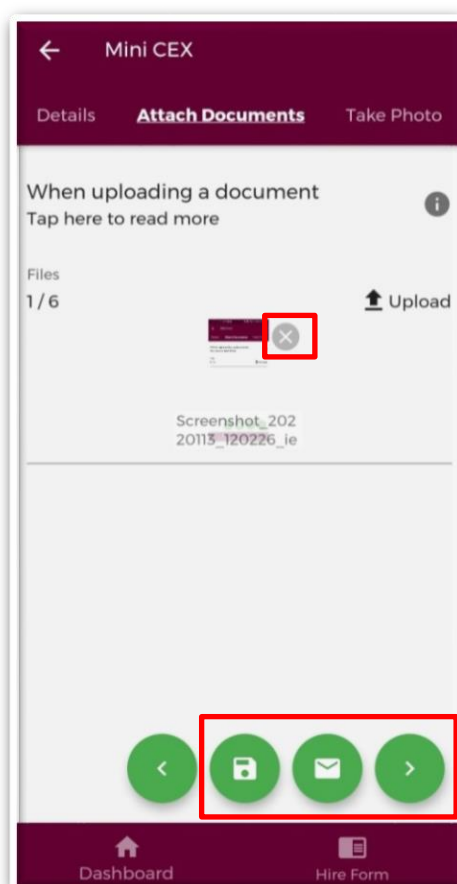 Mini CEX
Details Attach Documents Take Photo
When uploading a document
Tap here to read more
Files
1 / 6 Upload
Screenshot_202
20113_120226_ie
Dashboard Hire Form